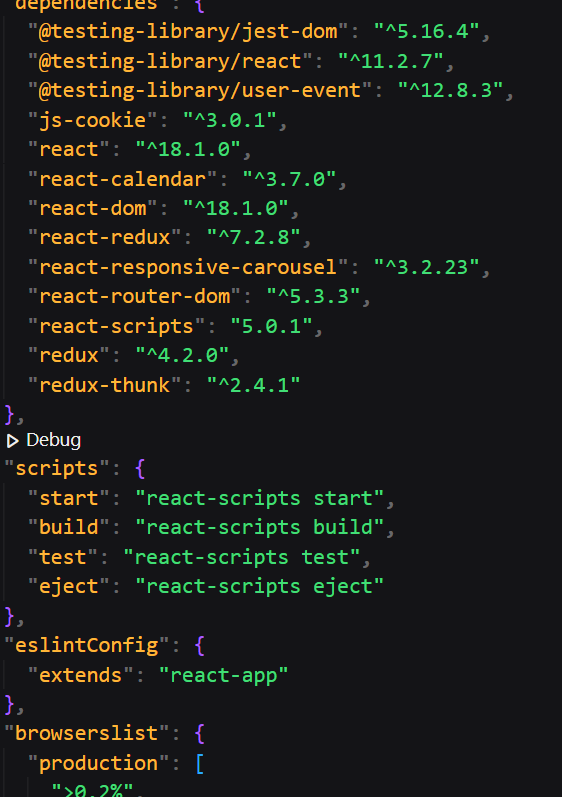 "dependencies": {
"@testing-library/jest-dom": "^5.16.4",
"@testing-library/react": "^11.2.7",
"@testing-library/user-event": "^12.8.3",
"js-cookie": "^3.0.1",
"react": "^18.1.0",
"react-calendar": "^3.7.0",
"react-dom": "^18.1.0",
"react-redux": "^7.2.8",
"react-responsive-carousel": "^3.2.23",
"react-router-dom": "^5.3.3",
"react-scripts": "5.0.1",
"redux": "^4.2.0",
"redux-thunk": "^2.4.1"
},
Debug
"scripts": {
"start": "react-scripts start",
"build": "react-scripts build",
"test": "react-scripts test",
"eject": "react-scripts eject"
},
"eslintConfig": {
"extends": "react-app"
},
"browserslist": {
"production": [
">0.2%",